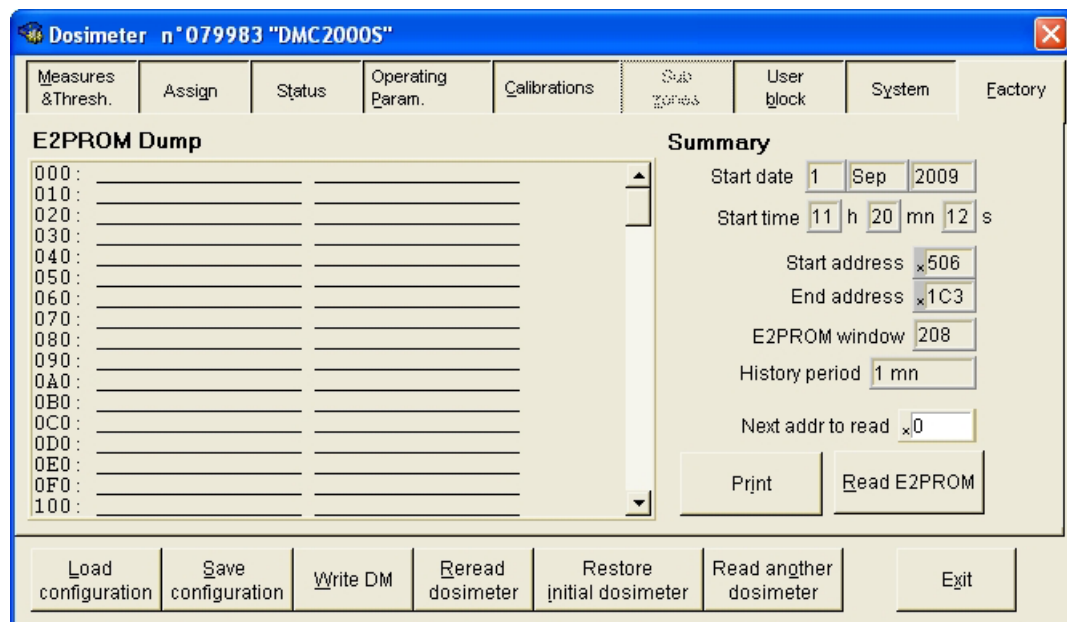 Dosimeter n°079983 "DMC2000S"
Measures &Thresh.
Assign
Status
Operating Param.
Calibrations
Sub zones
User block
System
Factory
E2PROM Dump
000:
010:
020:
030:
040:
050:
060:
070:
080:
090:
0A0:
0B0:
0C0:
0D0:
0E0:
0F0:
100:
Summary
Start date 1 Sep 2009
Start time 11 h 20 mn 12 s
Start address x506
End address x1C3
E2PROM window 208
History period 1 mn
Next addr to read x0
Print
Read E2PROM
Load configuration
Save configuration
Write DM
Reread dosimeter
Restore initial dosimeter
Read another dosimeter
Exit